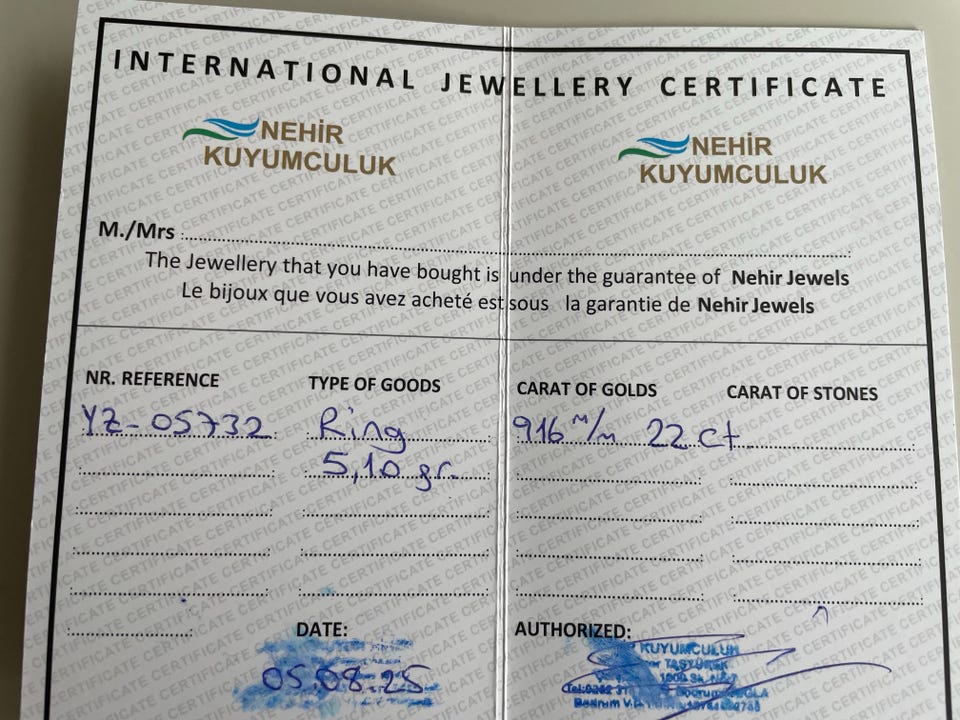 INTERNATIONAL JEWELLERY CERTIFICATE
NEHİR
KUYUMCULUK
NEHİR
KUYUMCULUK
M./Mrs :
The Jewellery that you have bought is under the guarantee of Nehir Jewels
Le bijoux que vous avez acheté est sous la garantie de Nehir Jewels
NR. REFERENCE TYPE OF GOODS CARAT OF GOLDS CARAT OF STONES
YZ-05732 Ring 916 m/m 22 ct
5,10 gr.
DATE: AUTHORIZED:
05.08.25
KUYUMCULUK